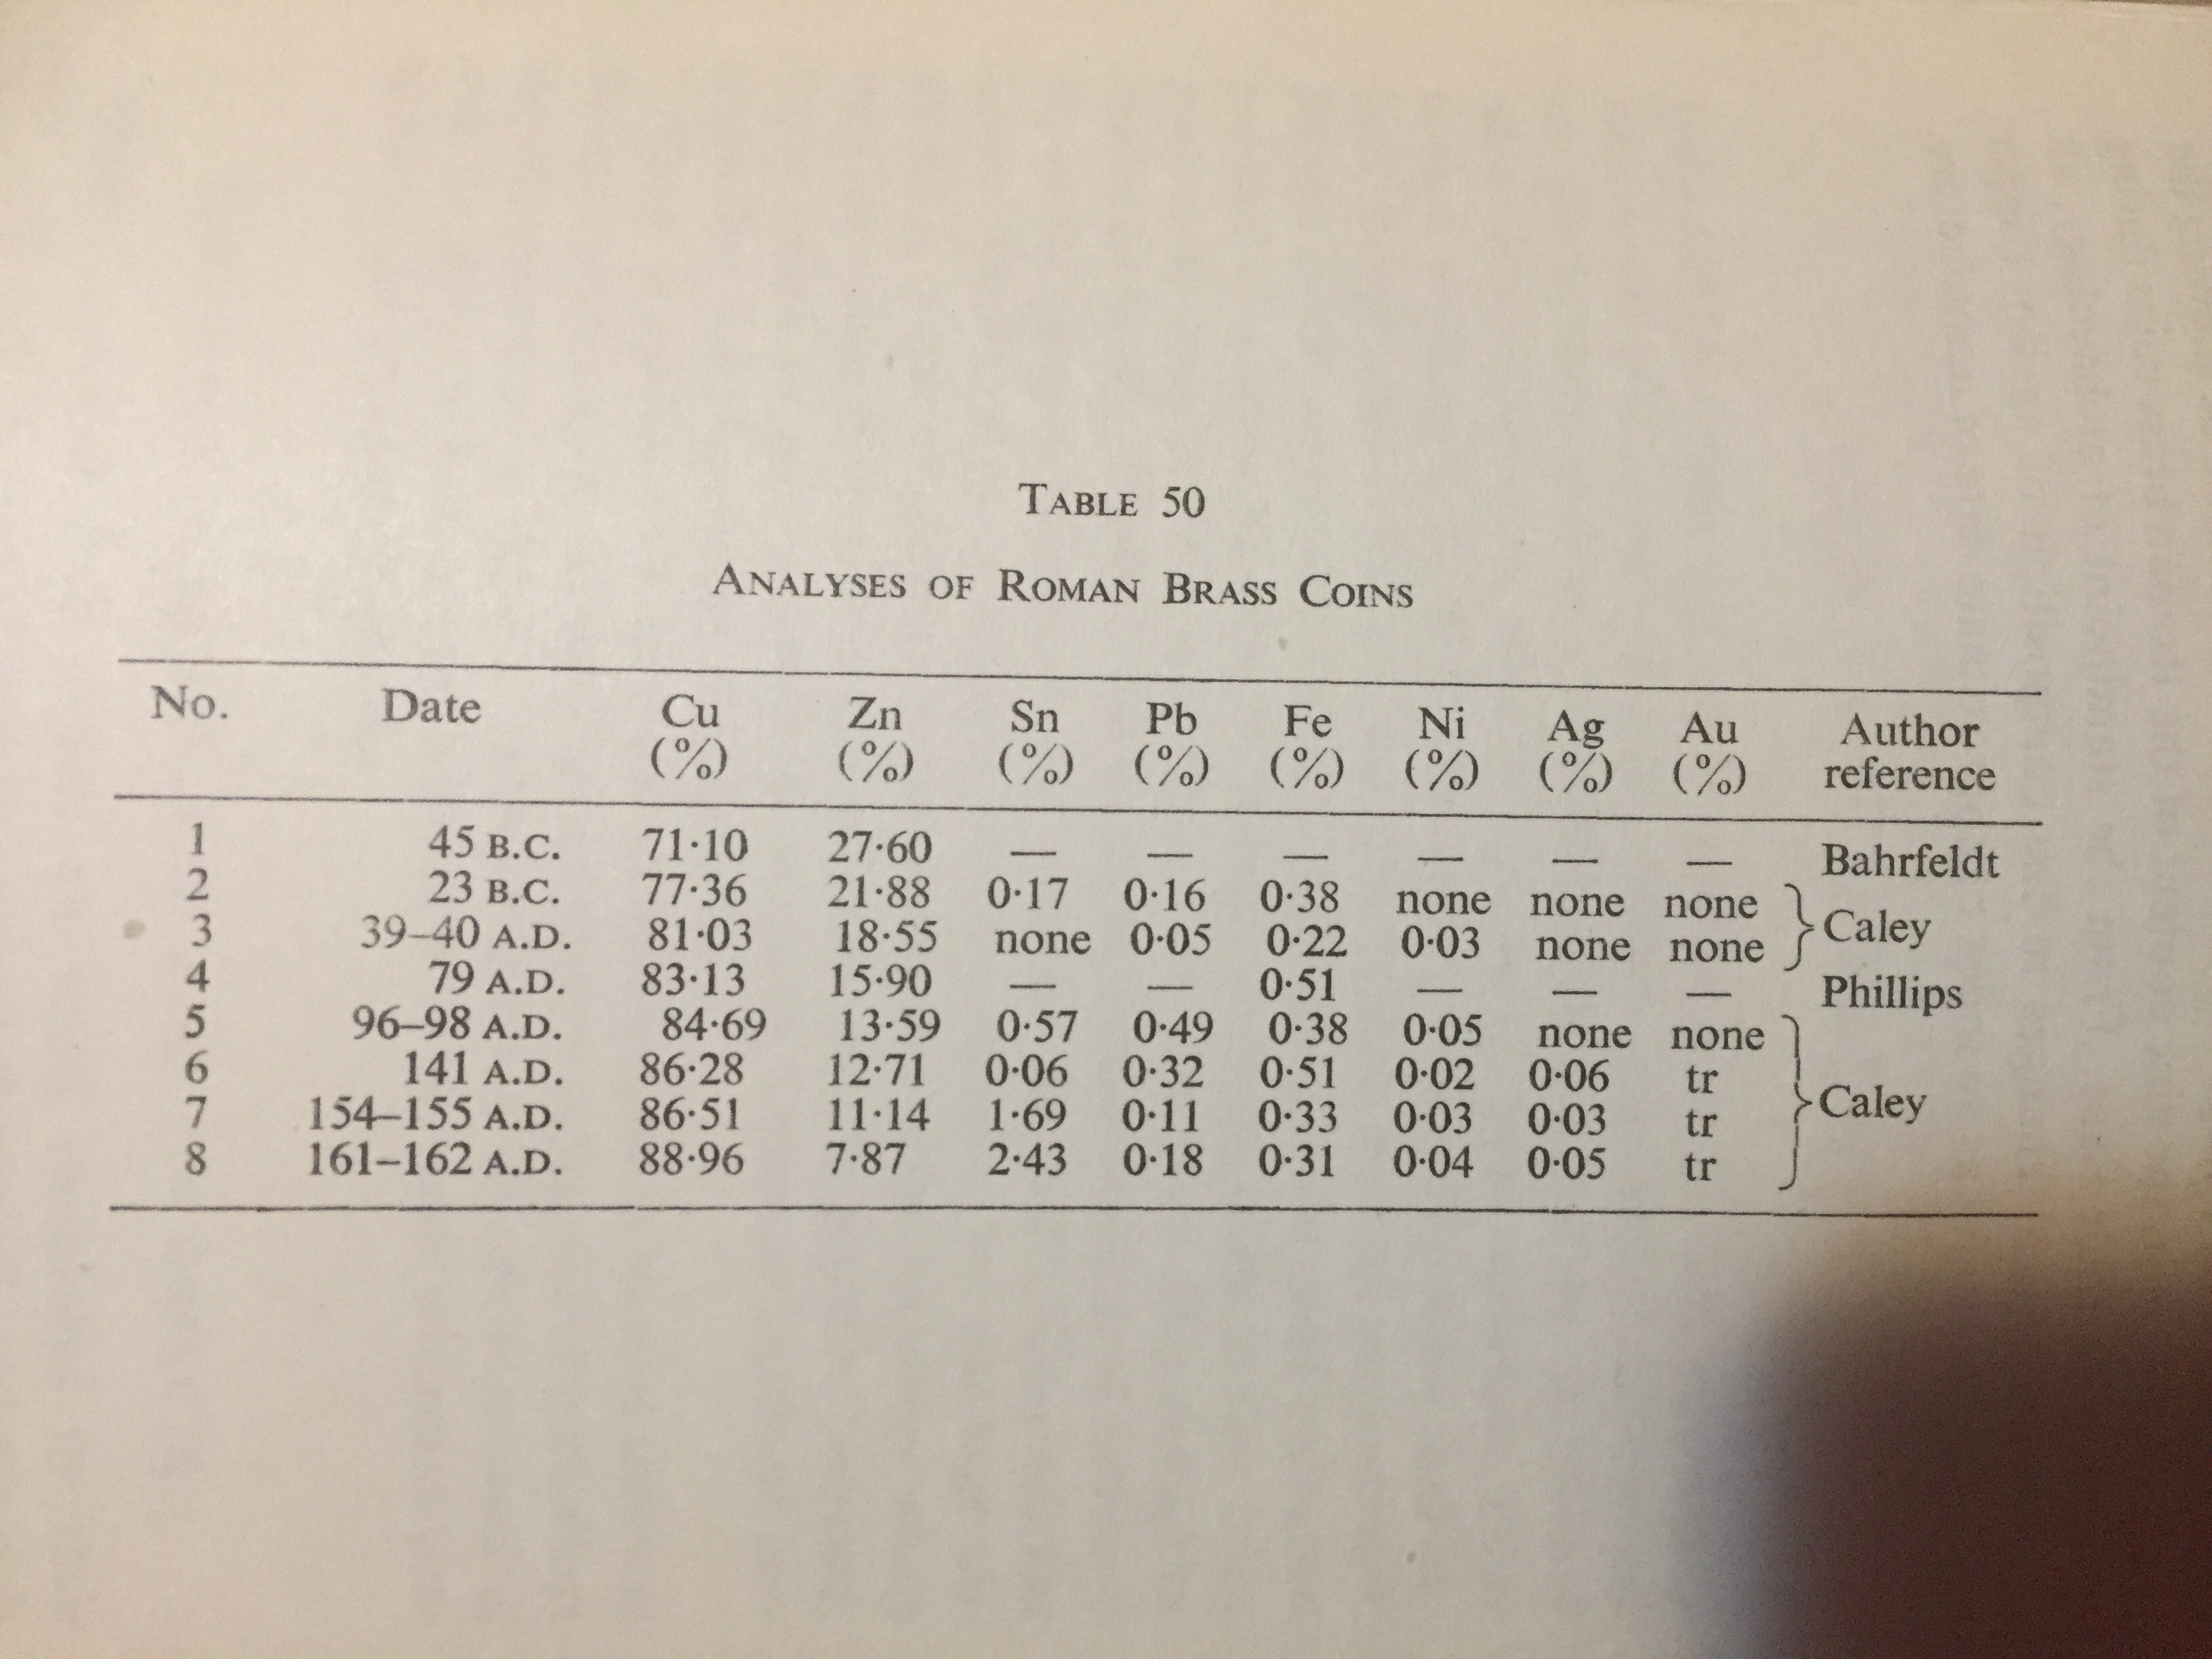 TABLE 50
ANALYSES OF ROMAN BRASS COINS
No. Date Cu (%) Zn (%) Sn (%) Pb (%) Fe (%) Ni (%) Ag (%) Au (%) Author reference
1 45 B.C. 71·10 27·60 — — — — — — Bahrfeldt
2 23 B.C. 77·36 21·88 0·17 0·16 0·38 none none none
3 39–40 A.D. 81·03 18·55 none 0·05 0·22 0·03 none none } Caley
4 79 A.D. 83·13 15·90 — — 0·51 — — — Phillips
5 96–98 A.D. 84·69 13·59 0·57 0·49 0·38 0·05 none none
6 141 A.D. 86·28 12·71 0·06 0·32 0·51 0·02 0·06 tr
7 154–155 A.D. 86·51 11·14 1·69 0·11 0·33 0·03 0·03 tr } Caley
8 161–162 A.D. 88·96 7·87 2·43 0·18 0·31 0·04 0·05 tr